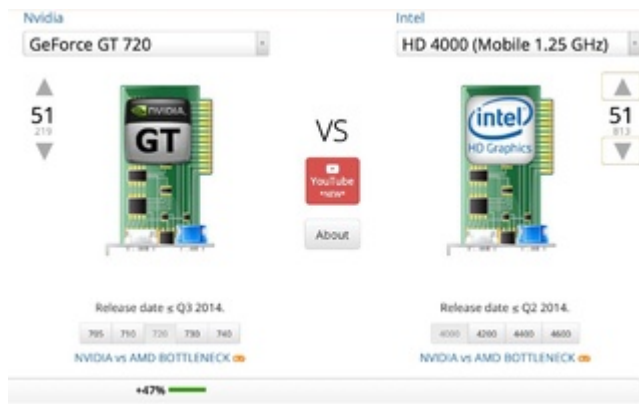 Nvidia
GeForce GT 720
51
219
NVIDIA
GT
VS
YouTube
*NEW*
About
Intel
HD 4000 (Mobile 1.25 GHz)
51
813
intel
HD Graphics
Release date ≤ Q3 2014.
705 710 720 730 740
NVIDIA vs AMD BOTTLENECK
Release date ≤ Q2 2014.
4000 4200 4400 4600
NVIDIA vs AMD BOTTLENECK
+47%